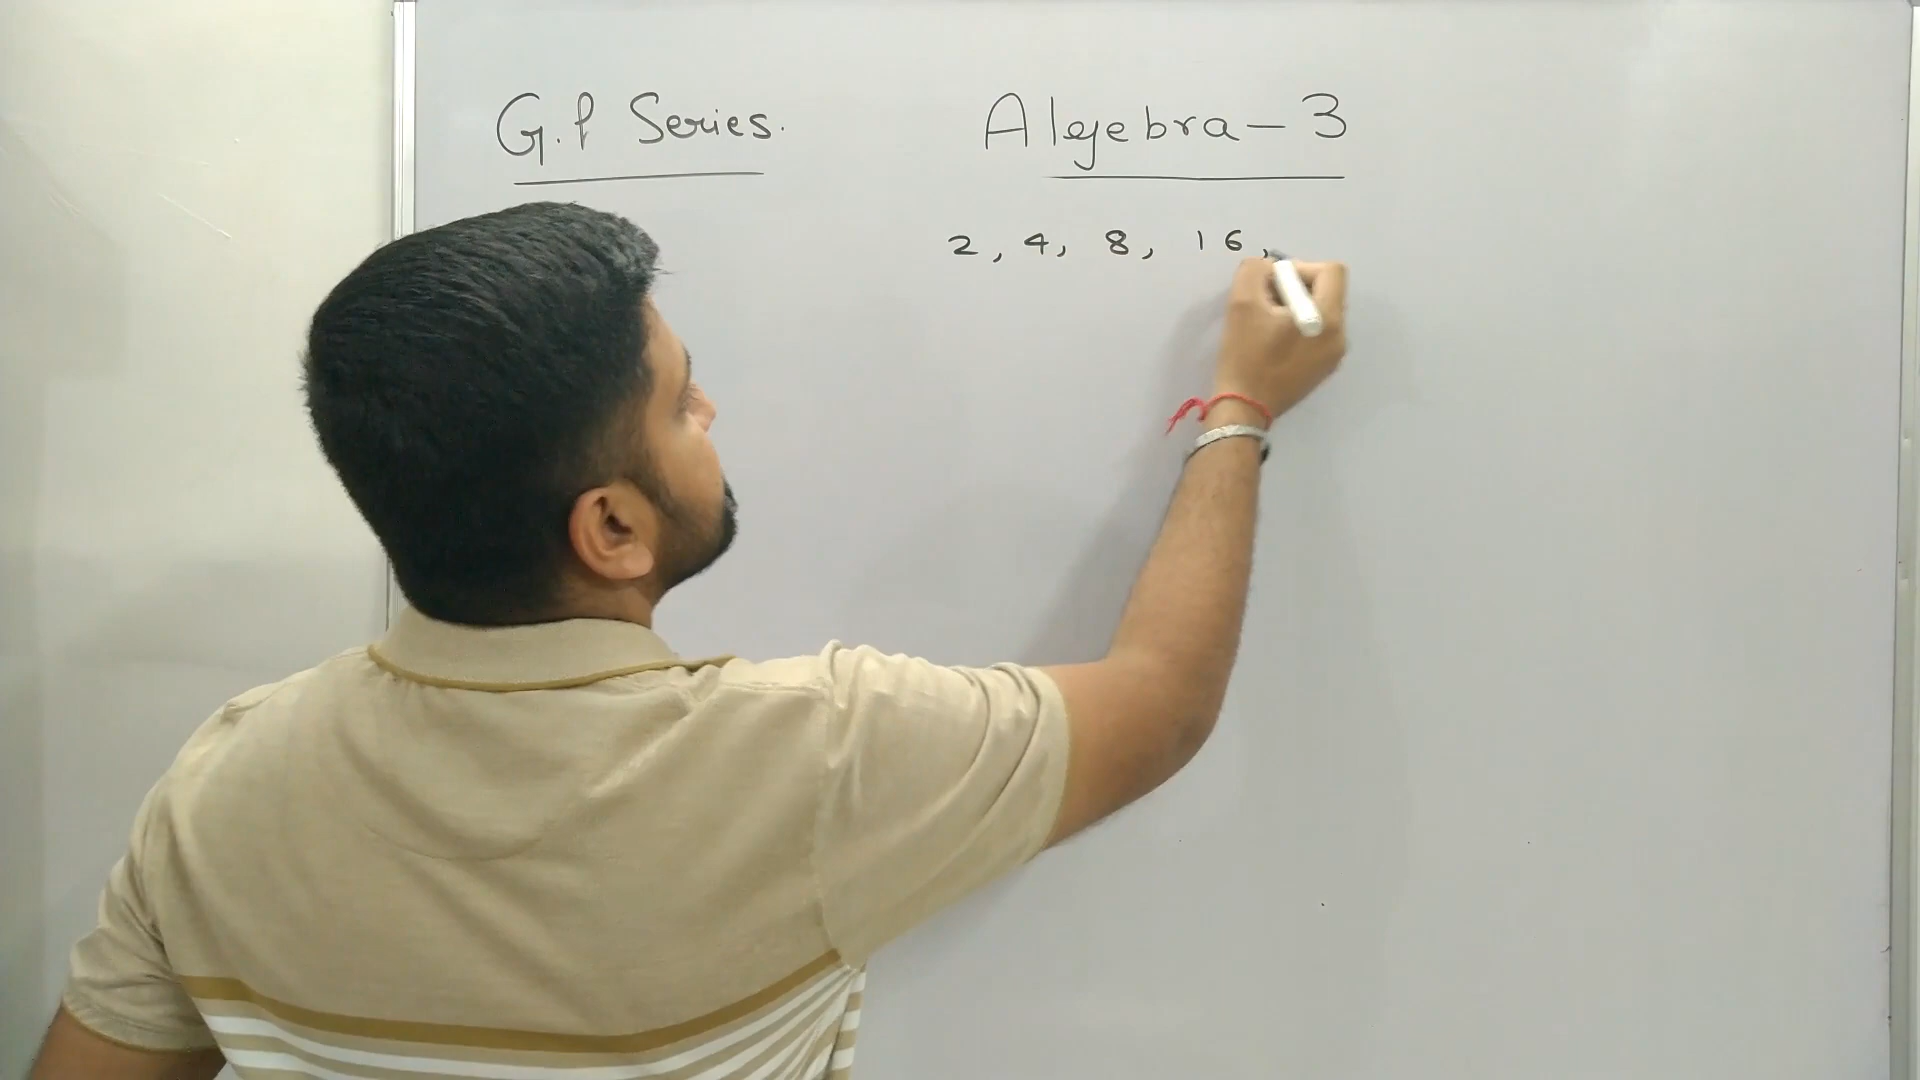 G.P Series.
Algebra-3
2, 4, 8, 16,